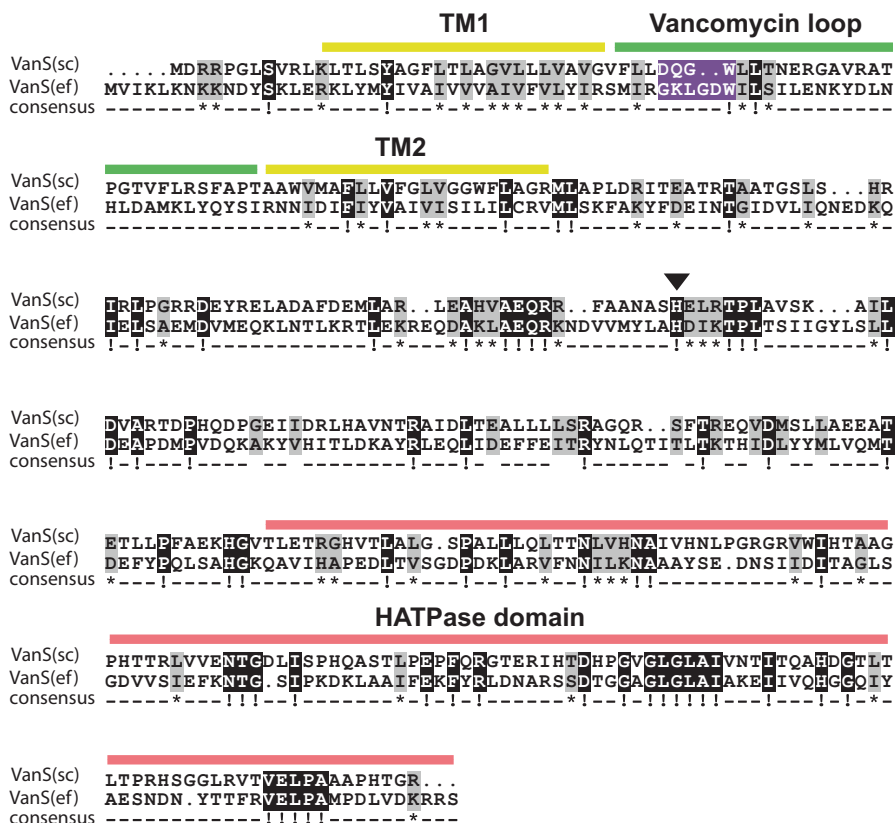 TM1 Vancomycin loop
VanS(sc) .....MDRRPGLSVRLKLTLSYAGFLTLAGVLLLVAVGVFLLDQG..WLLTNERGAVRAT
VanS(ef) MVIKLKNKKNDYSKLERKLYMYIVAIVVVAIVFVLYIRSMIRGKLGDWILSILENKYDLN
consensus -------**---!---*----!---*-*-***-**-*----------!-!*---------
TM2
VanS(sc) PGTVFLRSFAPTAAWVMAFLLVFGLVGGWFLAGRMLAPLDRITEATRTAATGSLS...HR
VanS(ef) HLDAMKLYQYSIRNNIDIFIYVAIVVISILILCRVMLSKFAKYFDEINTGIDVLIQNEDKQ
consensus ---------------*--!*-!--**----!---!!---*---*---!*-----*---*-
VanS(sc) IRLPGRRDEYRELADAFDEMLAR..LEAHVAEQRR..FAANASHELRTPLAVSK...AIL
VanS(ef) IELSAEMDVMEQKLNTLKRTLEKREQDAKLAEQRKNDVVMYLAHDIKTPLTSIIGYLSLL
consensus !-!-*--!------------!-*---*!**!!!!*--------!***!!!--------*!
VanS(sc) DVARTDPHQDPGEIIDRLHAVNTRAIDLTEALLLLSRAGQR..SFTREQVDMSLLAEEAT
VanS(ef) DEAPDMPVDQKAKYVHITLDKAYRLEQLIDEFFEITRYNLQTITLTKTHIDLYYMLVQMT
consensus !-!---!---- -- --------!---!- ---- !------ -!--- !--- ----!
VanS(sc) ETLLPFAEKHGVTLETRGHVTLALG.SPALLLQLTTNLVHNAIVHNLPGRGRVWIHTAAG
VanS(ef) DEFYPQLSAHGKQAVIHAPEDLTVSGDPDKLARVFNNILKNAAAYSE.DNSIIDITAGLS
consensus *---!----!!-----**---!-*---!--!--*--!***!!----------*-!--*--
HATPase domain
VanS(sc) PHTTRLVVENTGDLISPHQASTLPEPFQRGTERIHTDHPGVGLGLAIVNTITQAHDGTLT
VanS(ef) GDVVSIEFKNTG.SIPKDKLAAIFEKFYRLDNARSSDTGGAGLGLAIAKEIIVQHGGQIY
consensus -----*---!!!--!-------*-!-!-!------*!--!-!!!!!!---!---!-!-*-
VanS(sc) LTPRHSGGLRVTVELPAAAPHTGR...
VanS(ef) AESNDN.YTTFRVELPAMPDLVDKRRS
consensus ------------!!!!!------*---